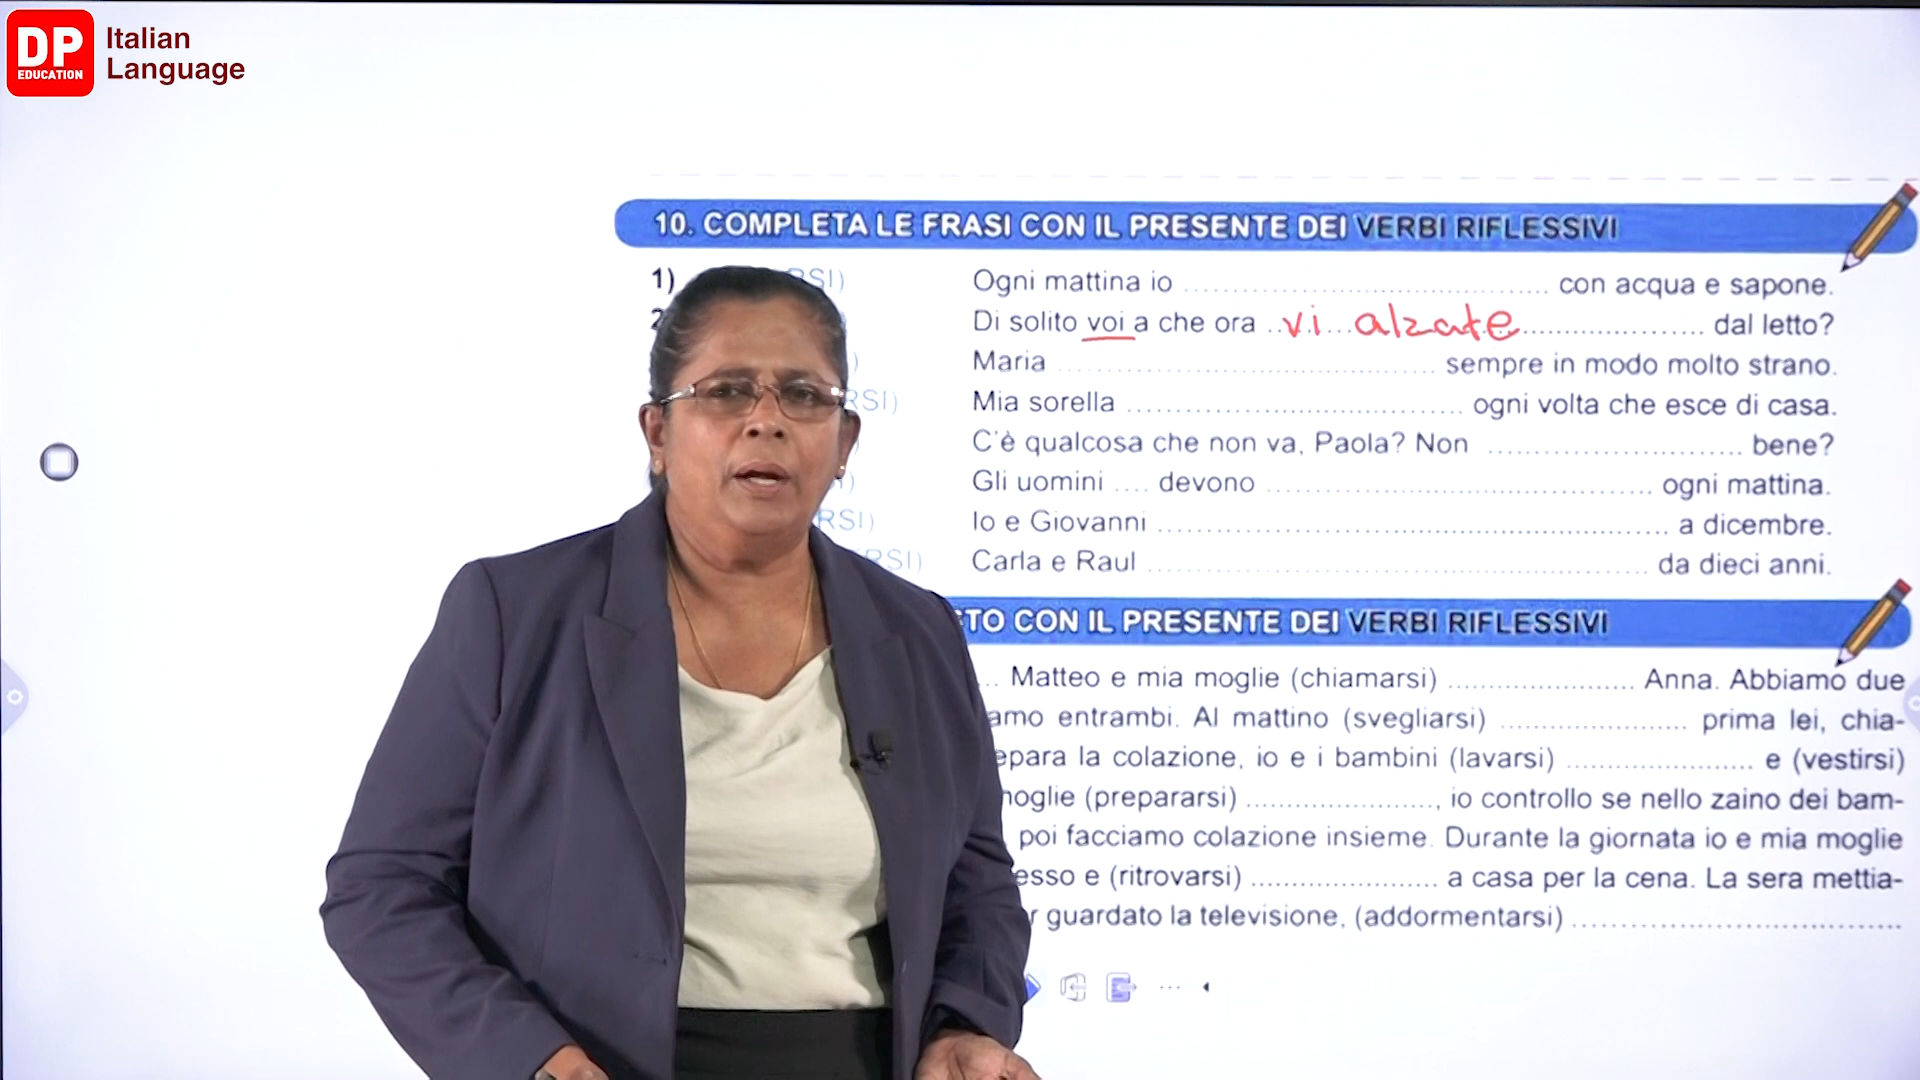 DP
EDUCATION
Italian
Language
10. COMPLETA LE FRASI CON IL PRESENTE DEI VERBI RIFLESSIVI
1) RSI) Ogni mattina io ........................ con acqua e sapone.
2 Di solito voi a che ora ..vi...alzate........................ dal letto?
) Maria ........................ sempre in modo molto strano.
RSI) Mia sorella ........................ ogni volta che esce di casa.
C'è qualcosa che non va, Paola? Non ........................ bene?
) Gli uomini .... devono ........................ ogni mattina.
RSI) Io e Giovanni ........................ a dicembre.
RSI) Carla e Raul ........................ da dieci anni.
TO CON IL PRESENTE DEI VERBI RIFLESSIVI
... Matteo e mia moglie (chiamarsi) ........................ Anna. Abbiamo due
amo entrambi. Al mattino (svegliarsi) ........................ prima lei, chia-
epara la colazione, io e i bambini (lavarsi) ........................ e (vestirsi)
moglie (prepararsi) ........................, io controllo se nello zaino dei bam-
poi facciamo colazione insieme. Durante la giornata io e mia moglie
esso e (ritrovarsi) ........................ a casa per la cena. La sera mettia-
r guardato la televisione, (addormentarsi) ........................